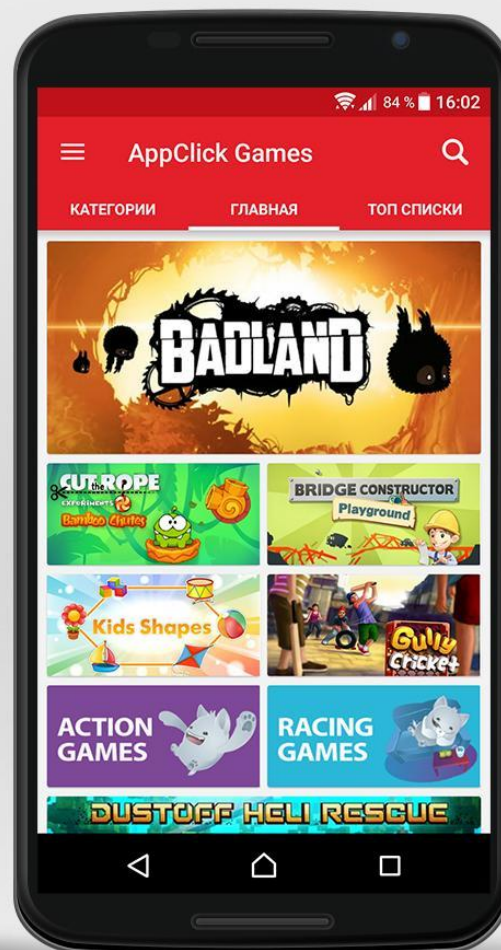 84 % 16:02
AppClick Games
КАТЕГОРИИ ГЛАВНАЯ ТОП СПИСКИ
BADLAND
CUT the ROPE
EXPERIMENTS
Bamboo Chutes
BRIDGE CONSTRUCTOR
Playground
Kids Shapes
Gully
Cricket
ACTION
GAMES
RACING
GAMES
DUSTOFF HELI RESCUE